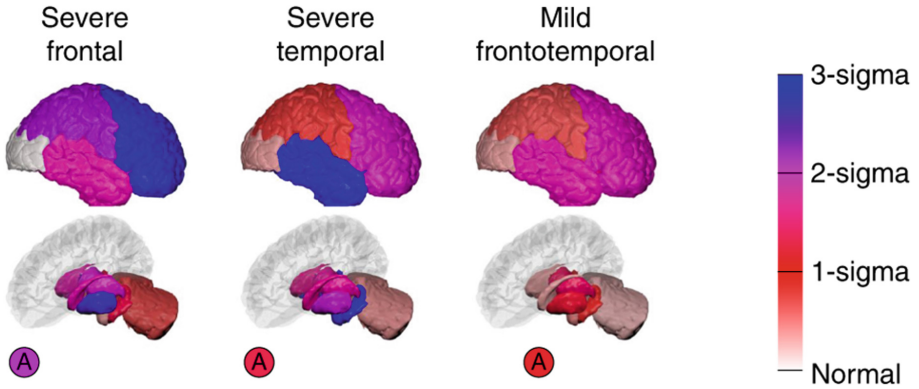 Severe
frontal
Severe
temporal
Mild
frontotemporal
3-sigma
2-sigma
1-sigma
Normal
A
A
A